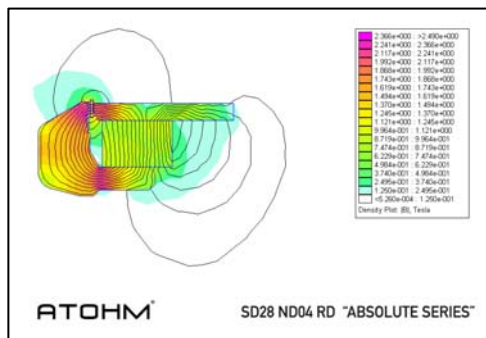 2.366e+000 : >2.490e+000
2.241e+000 : 2.366e+000
2.117e+000 : 2.241e+000
1.992e+000 : 2.117e+000
1.868e+000 : 1.992e+000
1.743e+000 : 1.868e+000
1.619e+000 : 1.743e+000
1.494e+000 : 1.619e+000
1.370e+000 : 1.494e+000
1.245e+000 : 1.370e+000
1.121e+000 : 1.245e+000
9.964e-001 : 1.121e+000
8.719e-001 : 9.964e-001
7.474e-001 : 8.719e-001
6.229e-001 : 7.474e-001
4.984e-001 : 6.229e-001
3.740e-001 : 4.984e-001
2.495e-001 : 3.740e-001
1.250e-001 : 2.495e-001
<5.260e-004 : 1.250e-001
Density Plot: |B|, Tesla
ATOHM®
SD28 ND04 RD "ABSOLUTE SERIES"